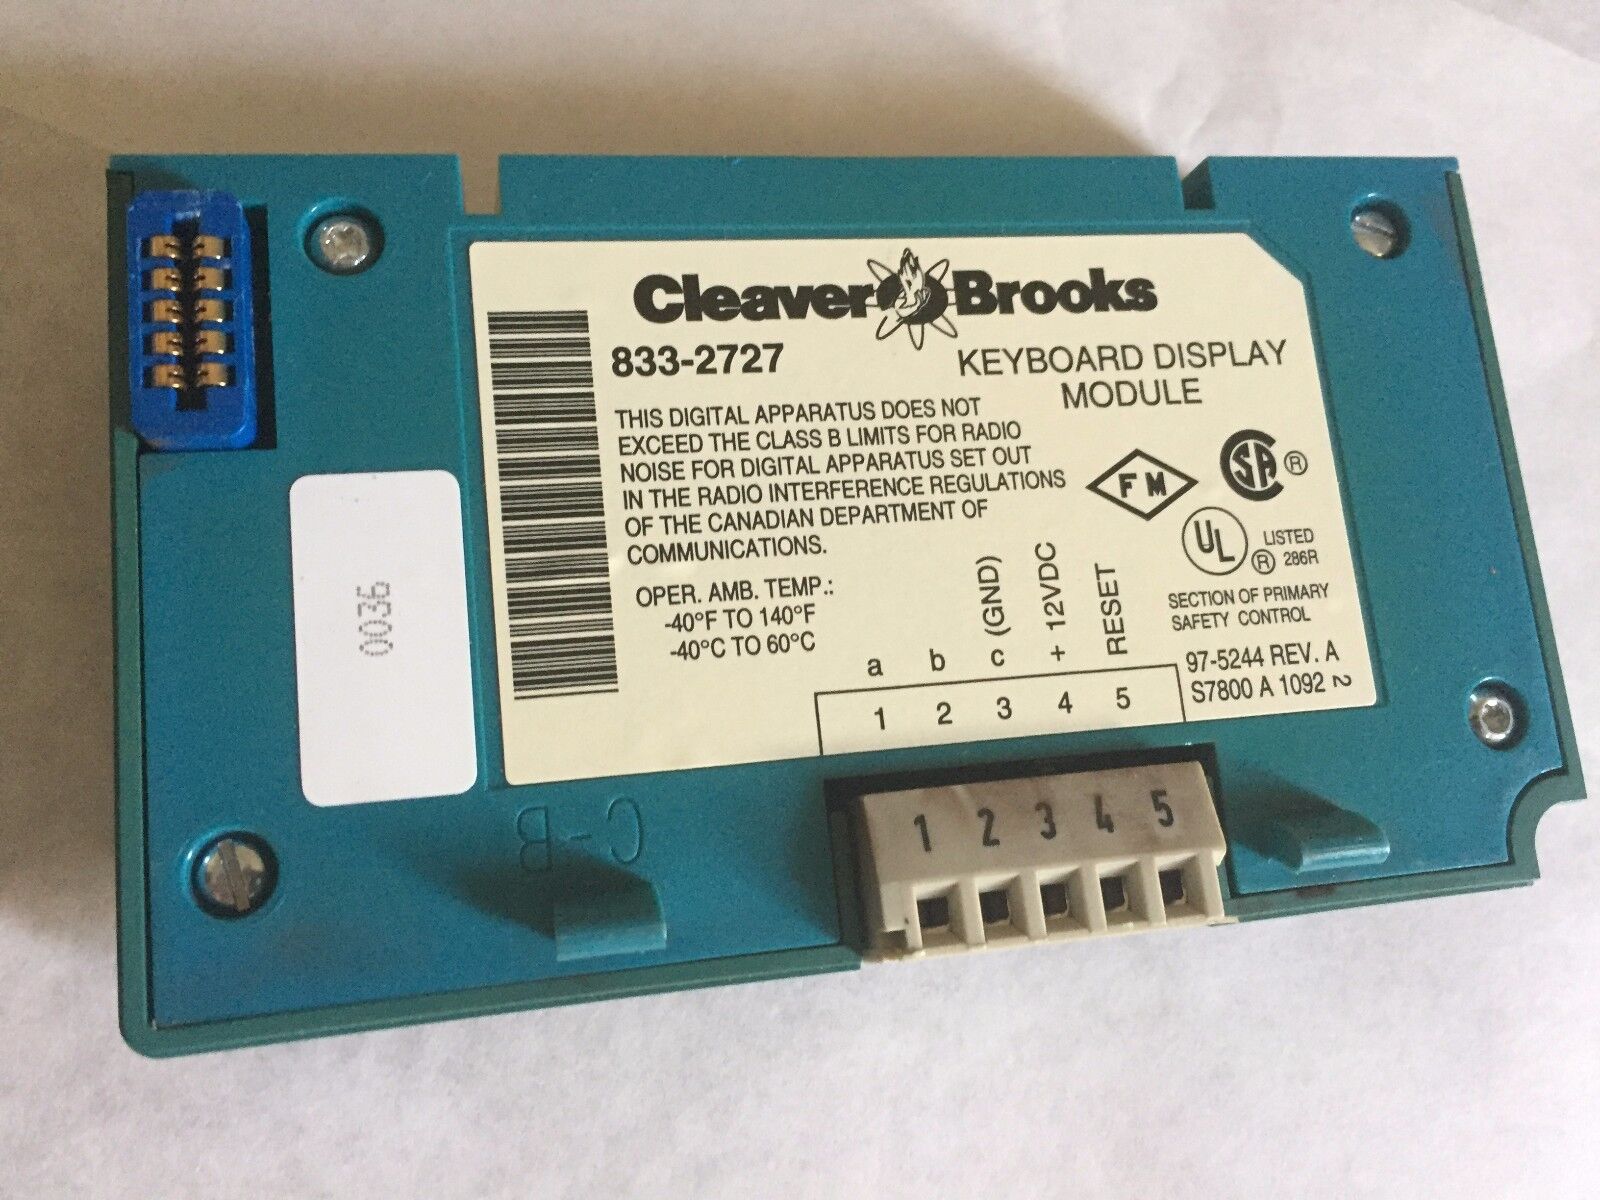 Cleaver Brooks
833-2727
KEYBOARD DISPLAY
MODULE
THIS DIGITAL APPARATUS DOES NOT
EXCEED THE CLASS B LIMITS FOR RADIO
NOISE FOR DIGITAL APPARATUS SET OUT
IN THE RADIO INTERFERENCE REGULATIONS
OF THE CANADIAN DEPARTMENT OF
COMMUNICATIONS.
OPER. AMB. TEMP.:
-40°F TO 140°F
-40°C TO 60°C
FM
CSA ®
UL ® LISTED
286R
SECTION OF PRIMARY
SAFETY CONTROL
97-5244 REV. A
S7800 A 1092 2
a b c (GND) + 12VDC RESET
1 2 3 4 5
0036
C-B
1 2 3 4 5